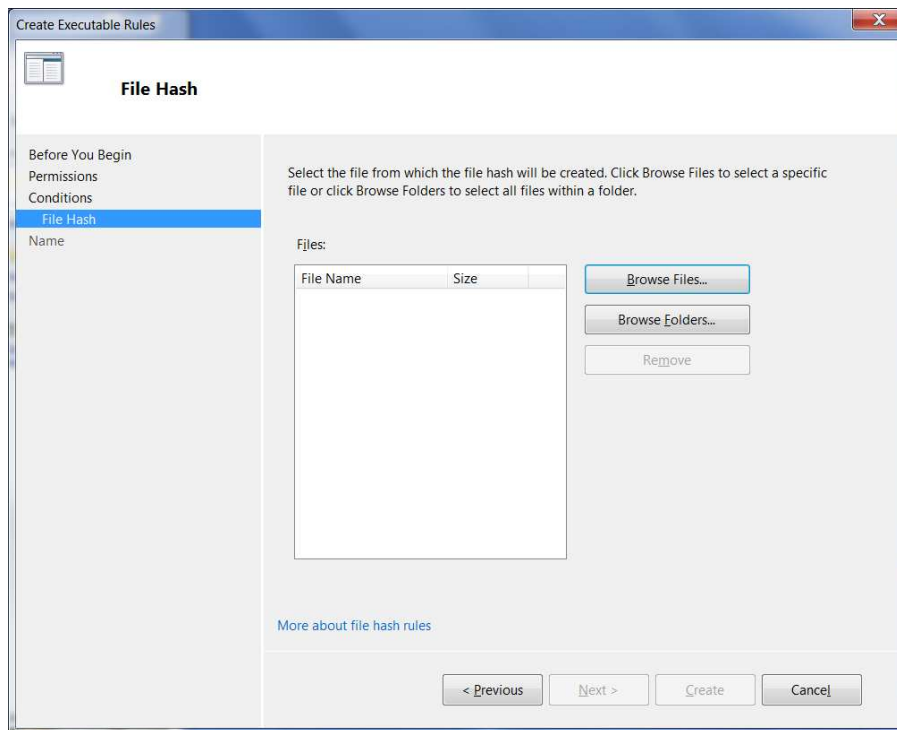 Create Executable Rules
File Hash
Before You Begin
Permissions
Conditions
File Hash
Name
Select the file from which the file hash will be created. Click Browse Files to select a specific
file or click Browse Folders to select all files within a folder.
Files:
File Name Size
Browse Files...
Browse Folders...
Remove
More about file hash rules
< Previous Next > Create Cancel